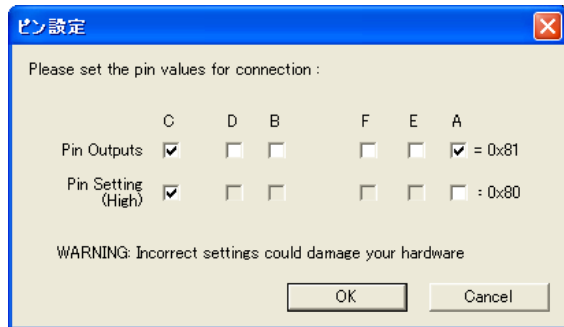 ピン設定
Please set the pin values for connection :
C D B F E A
Pin Outputs = 0x81
Pin Setting (High) : 0x80
WARNING: Incorrect settings could damage your hardware
OK Cancel